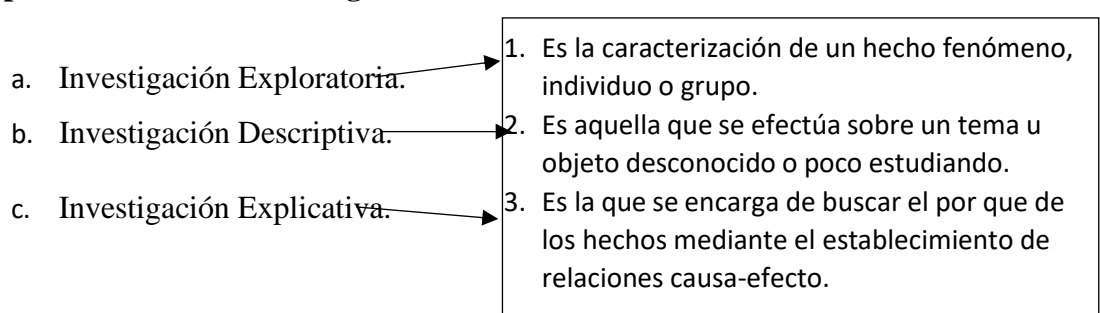 a. Investigación Exploratoria.
b. Investigación Descriptiva.
c. Investigación Explicativa.
1. Es la caracterización de un hecho fenómeno,
individuo o grupo.
2. Es aquella que se efectúa sobre un tema u
objeto desconocido o poco estudiando.
3. Es la que se encarga de buscar el por que de
los hechos mediante el establecimiento de
relaciones causa-efecto.